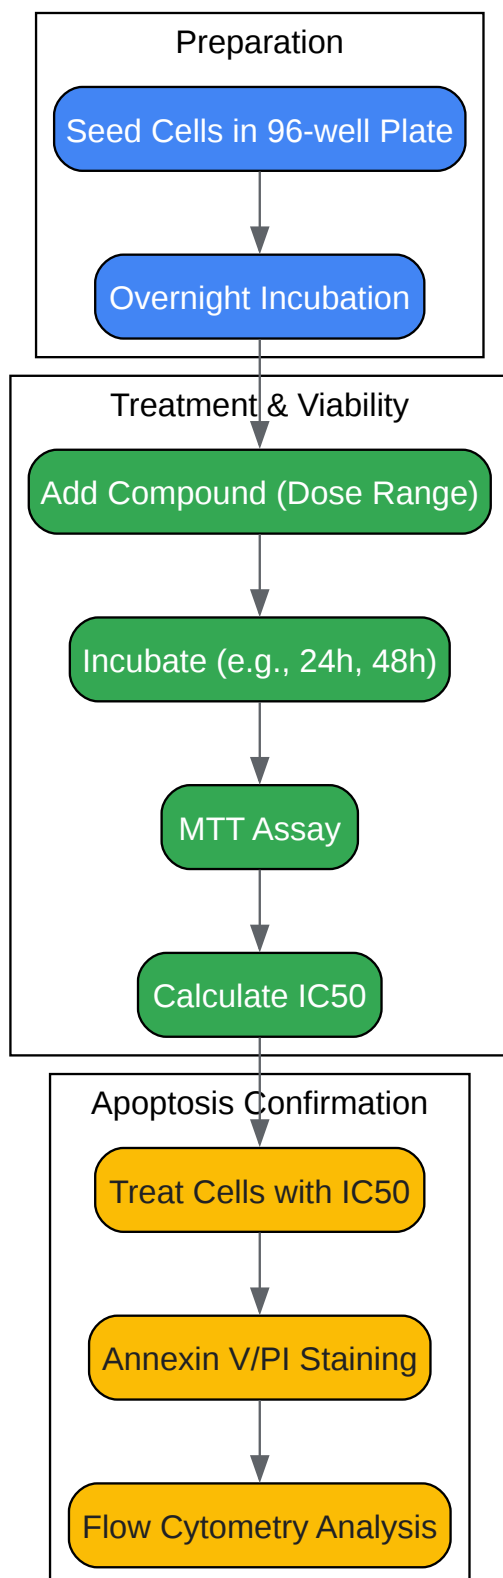 Preparation
Seed Cells in 96-well Plate
Overnight Incubation
Treatment & Viability
Add Compound (Dose Range)
Incubate (e.g., 24h, 48h)
MTT Assay
Calculate IC50
Apoptosis Confirmation
Treat Cells with IC50
Annexin V/PI Staining
Flow Cytometry Analysis